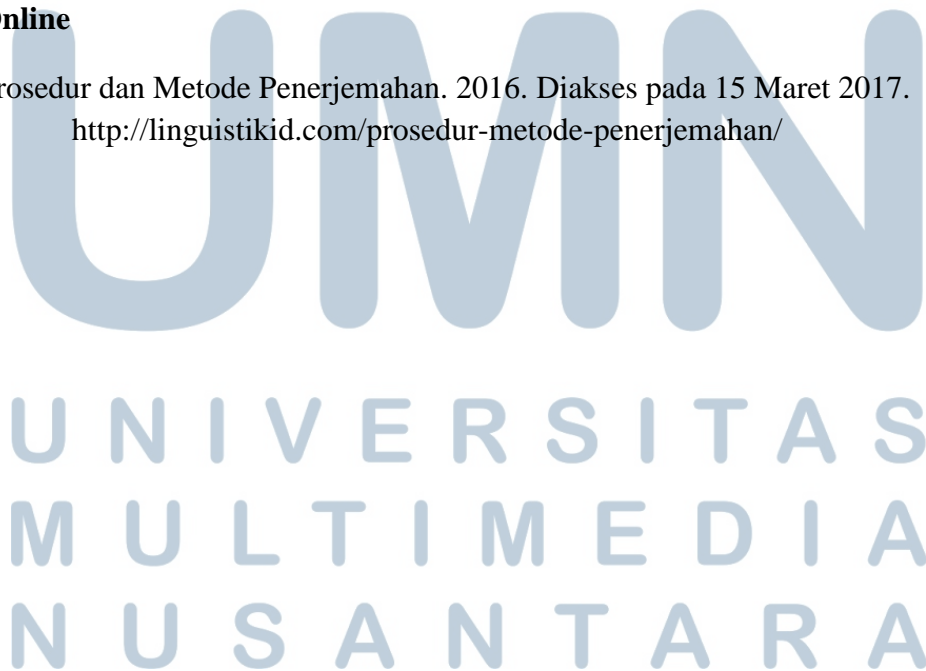 Online
Prosedur dan Metode Penerjemahan. 2016. Diakses pada 15 Maret 2017.
http://linguistikid.com/prosedur-metode-penerjemahan/
UMN
UNIVERSITAS
MULTIMEDIA
NUSANTARA